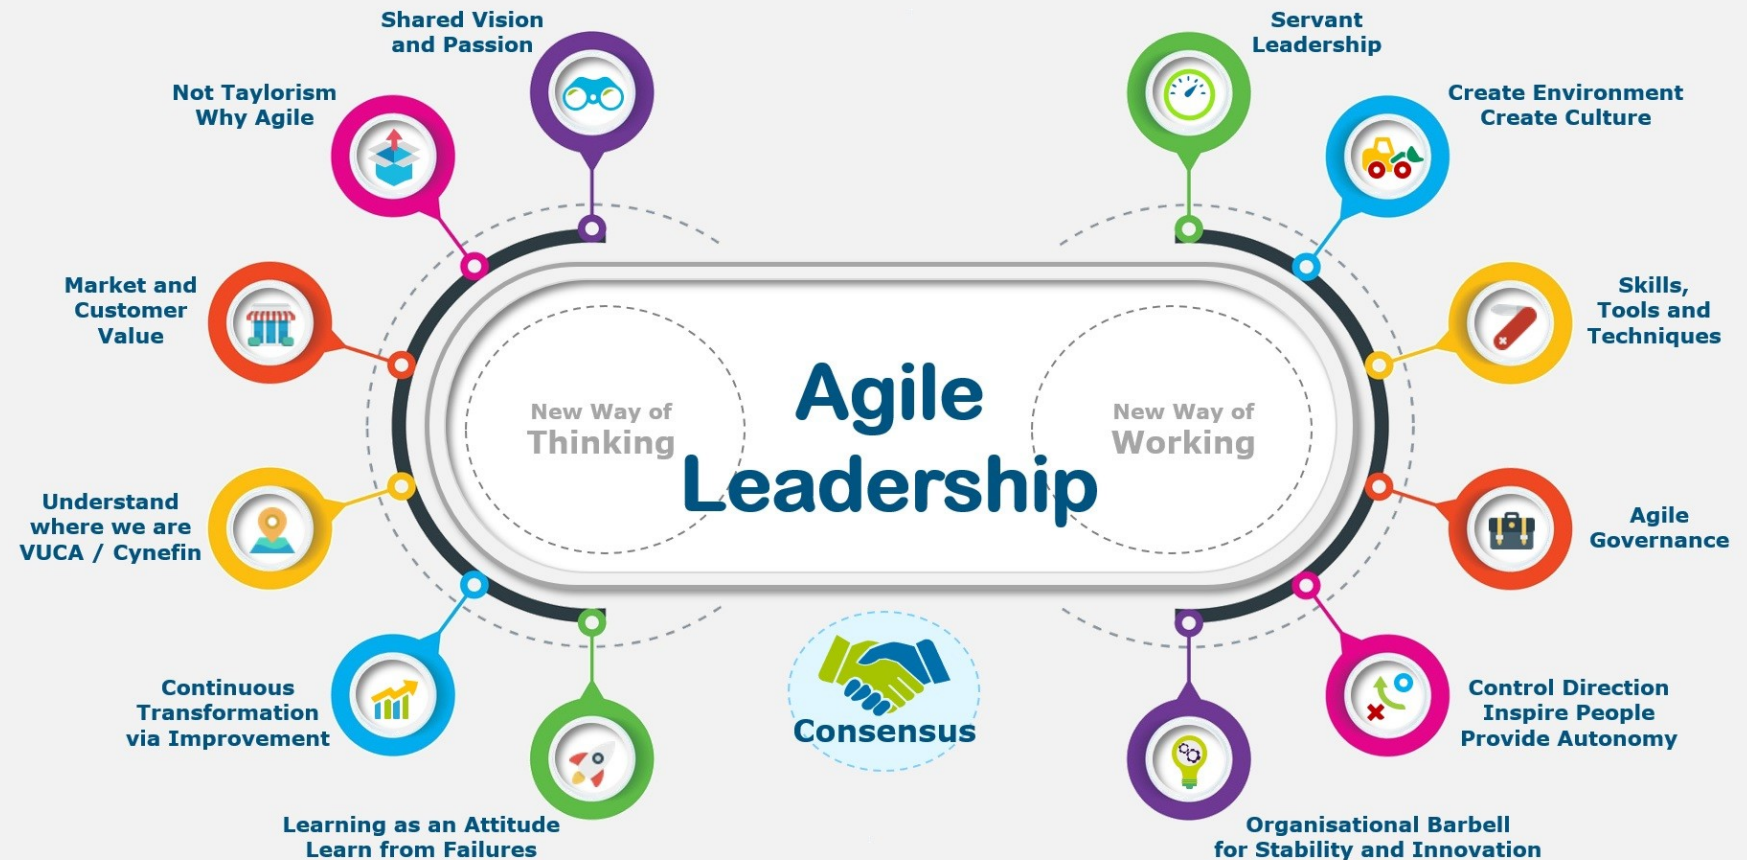 Shared Vision
and Passion
Servant
Leadership
Not Taylorism
Why Agile
Create Environment
Create Culture
Market and
Customer
Value
Skills,
Tools and
Techniques
New Way of
Thinking
Agile
Leadership
New Way of
Working
Understand
where we are
VUCA / Cynefin
Agile
Governance
Continuous
Transformation
via Improvement
Consensus
Control Direction
Inspire People
Provide Autonomy
Learning as an Attitude
Learn from Failures
Organisational Barbell
for Stability and Innovation